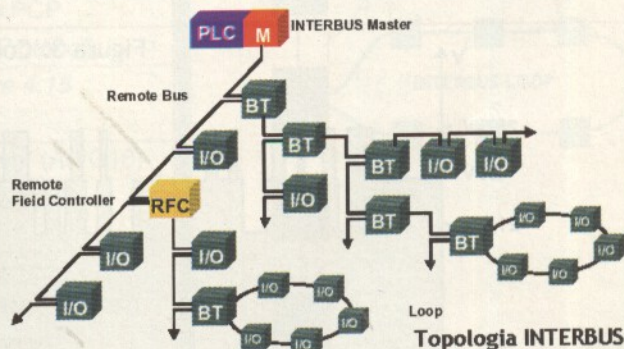 PLC M INTERBUS Master
Remote Bus
BT
BT
BT I/O I/O
I/O
I/O
Remote
Field Controller
RFC
BT
BT
I/O
I/O
I/O
I/O
I/O
I/O
I/O
I/O
I/O
BT
I/O
I/O
I/O
I/O
I/O
Loop
Topologia INTERBUS